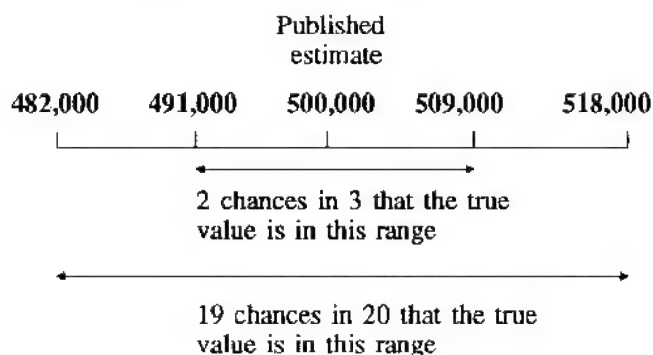 Published
estimate
482,000 491,000 500,000 509,000 518,000
2 chances in 3 that the true
value is in this range
19 chances in 20 that the true
value is in this range